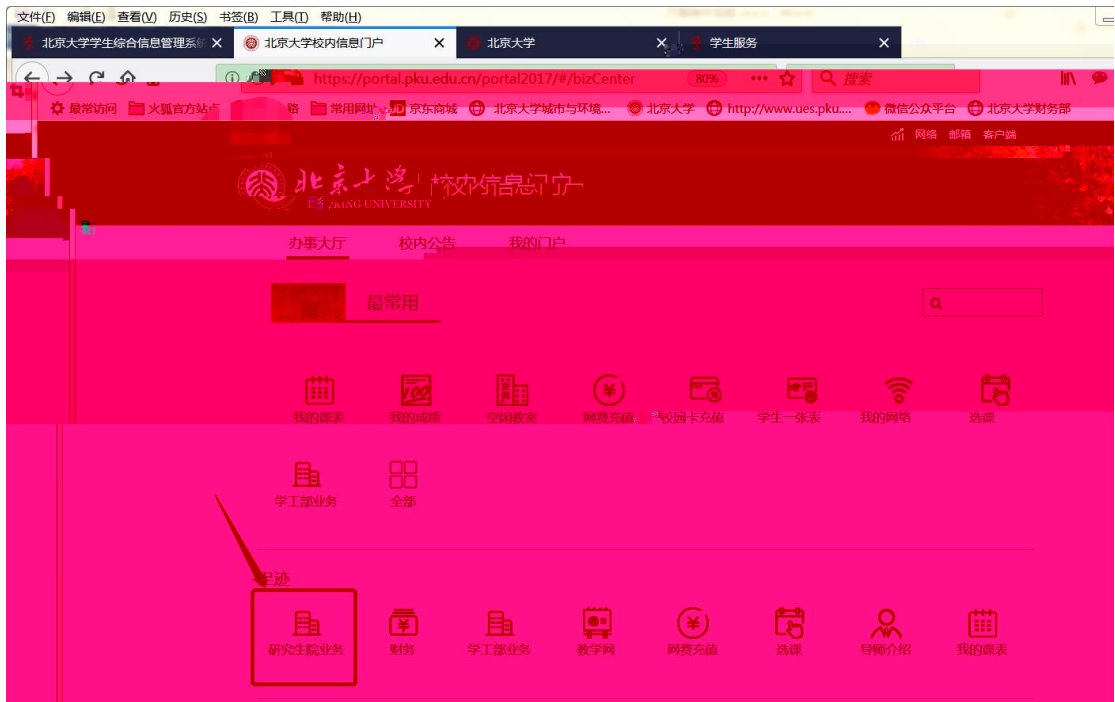 文件(F) 编辑(E) 查看(V) 历史(S) 书签(B) 工具(T) 帮助(H)
北京大学学生综合信息管理系统 北京大学校内信息门户 北京大学 学生服务
https://portal.pku.edu.cn/portal2017/#/bizCenter 80% 搜索
最常访问 火狐官方站点 常用网址 JD 京东商城 北京大学城市与环境... 北京大学 http://www.ues.pku.... 微信公众平台 北京大学财务部
网络 邮箱 客户端
北京大学 校内信息门户
UNIVERSITY
办事大厅 校内公告 我的门户
最常用
我的课表 我的成绩 空闲教室 网费充值 校园卡充值 学生一张表 我的网络 选课
学工部业务 全部
足迹
研究生院业务 财务 学工部业务 教学网 网费充值 选课 导师介绍 我的课表